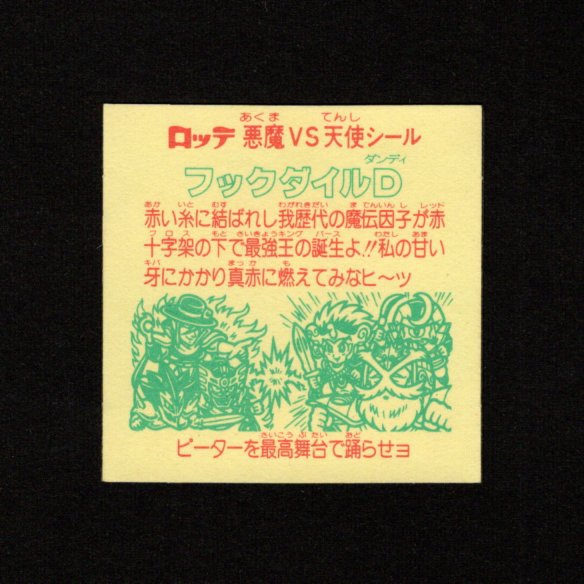 あくま てんし
ロッテ 悪魔VS天使シール
ダンディ
フックダイルD
あか いと むす わがれきだい ま でんいんし レッド
赤い糸に結ばれし我歴代の魔伝因子が赤
クロス もと さいきょうキング バース わたし あま
十字架の下で最強王の誕生よ!!私の甘い
キバ まっか も
牙にかかり真赤に燃えてみなヒ〜ッ
さいこうぶたい おど
ピーターを最高舞台で踊らせヨ